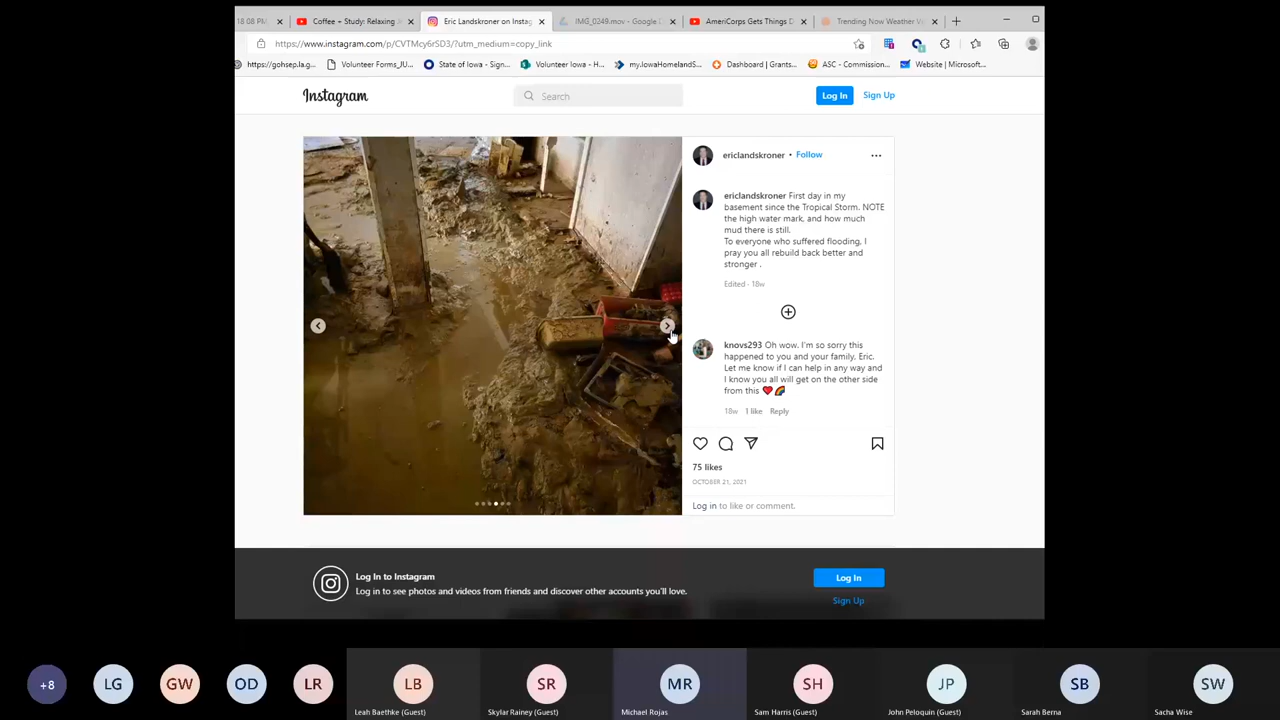 18 08 PM)
Coffee + Study: Relaxing J
Eric Landskroner on Instag
IMG_0249.mov - Google D
AmeriCorps Gets Things D
Trending Now Weather Vi
https://www.instagram.com/p/CVTMcy6rSD3/?utm_medium=copy_link
https://gohsep.la.g...
Volunteer Forms_JU...
State of Iowa - Sign...
Volunteer Iowa - H...
my.IowaHomelandS...
Dashboard | Grants...
ASC - Commission...
Website | Microsoft...
Instagram
Search
Log In
Sign Up
ericlandskroner • Follow
ericlandskroner First day in my
basement since the Tropical Storm. NOTE
the high water mark, and how much
mud there is still.
To everyone who suffered flooding, I
pray you all rebuild back better and
stronger .
Edited · 18w
knovs293 Oh wow. I'm so sorry this
happened to you and your family, Eric.
Let me know if I can help in any way and
I know you all will get on the other side
from this ❤️🌈
18w 1 like Reply
75 likes
OCTOBER 21, 2021
Log in to like or comment.
Log In to Instagram
Log in to see photos and videos from friends and discover other accounts you'll love.
Log In
Sign Up
+8
LG
GW
OD
LR
LB
Leah Baethke (Guest)
SR
Skylar Rainey (Guest)
MR
Michael Rojas
SH
Sam Harris (Guest)
JP
John Peloquin (Guest)
SB
Sarah Berna
SW
Sacha Wise